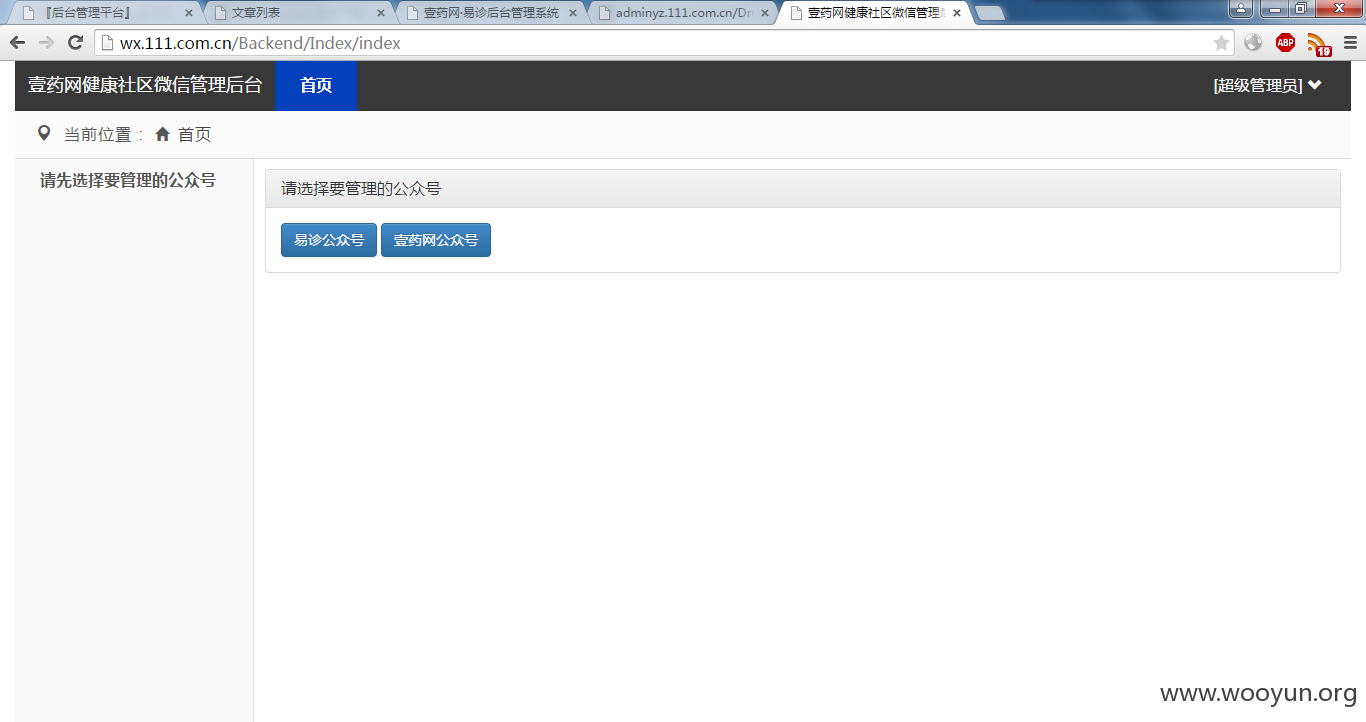 『后台管理平台』
文章列表
壹药网·易诊后台管理系统
adminyz.111.com.cn/Dr
壹药网健康社区微信管理
wx.111.com.cn/Backend/Index/index
ABP
19
壹药网健康社区微信管理后台
首页
[超级管理员]
当前位置 : 首页
请先选择要管理的公众号
请选择要管理的公众号
易诊公众号 壹药网公众号
www.wooyun.org